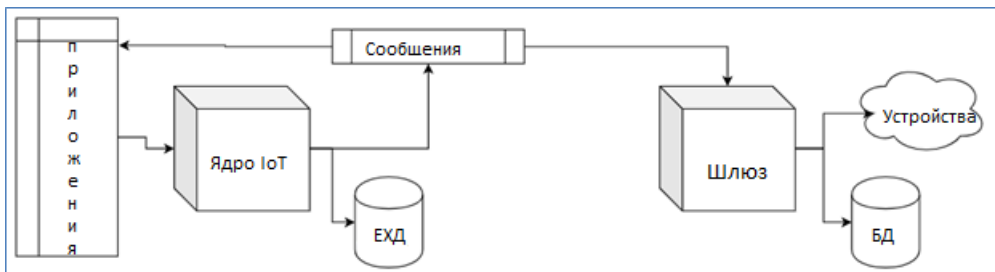 приложения
Сообщения
Ядро IoT
ЕХД
Шлюз
Устройства
БД